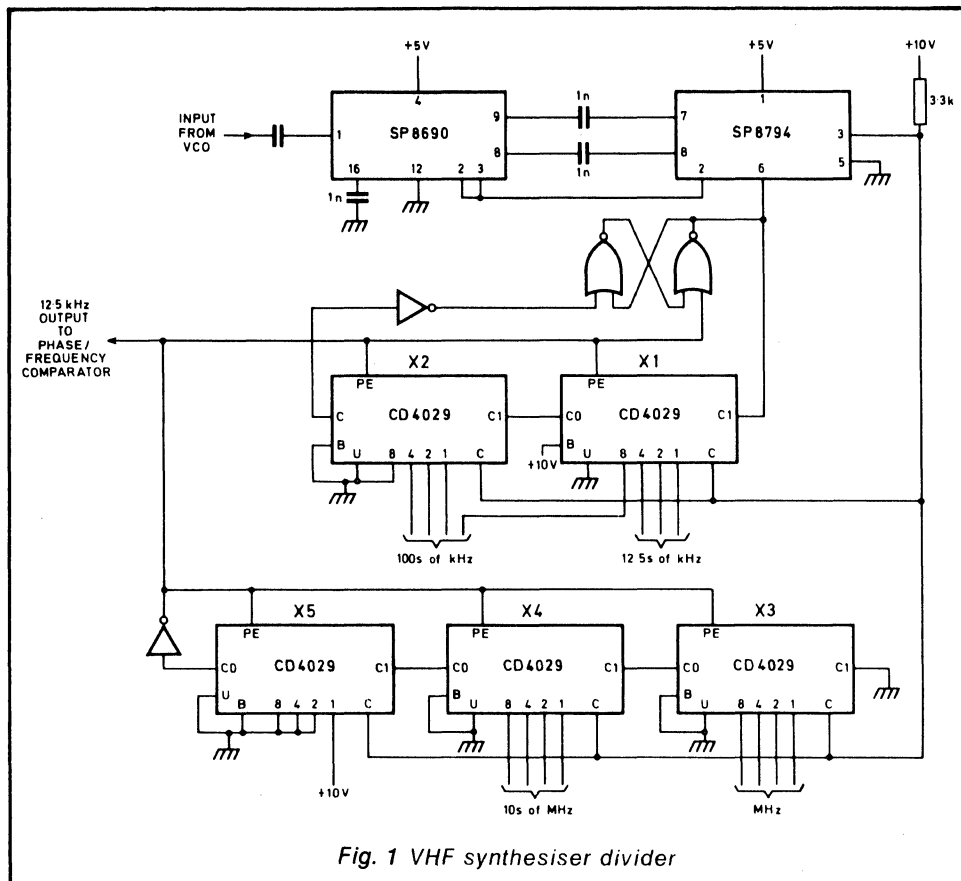 +5V
+5V
+10V
3·3k
INPUT
FROM
VCO
1
4
SP8690
9
8
16
12
2
3
1n
1n
1n
7
8
1
SP8794
3
5
2
6
12·5kHz
OUTPUT
TO
PHASE/
FREQUENCY
COMPARATOR
X2
X1
PE
CD4029
C
C1
B
U
8
4
2
1
C
PE
CD4029
C0
C1
B
+10V
U
8
4
2
1
C
100s of kHz
12·5s of kHz
X5
X4
X3
PE
CD4029
C0
C1
U
B
8
4
2
1
C
+10V
PE
CD4029
C0
C1
B
U
8
4
2
1
C
10s of MHz
PE
CD4029
C0
C1
B
U
8
4
2
1
C
MHz
Fig. 1 VHF synthesiser divider